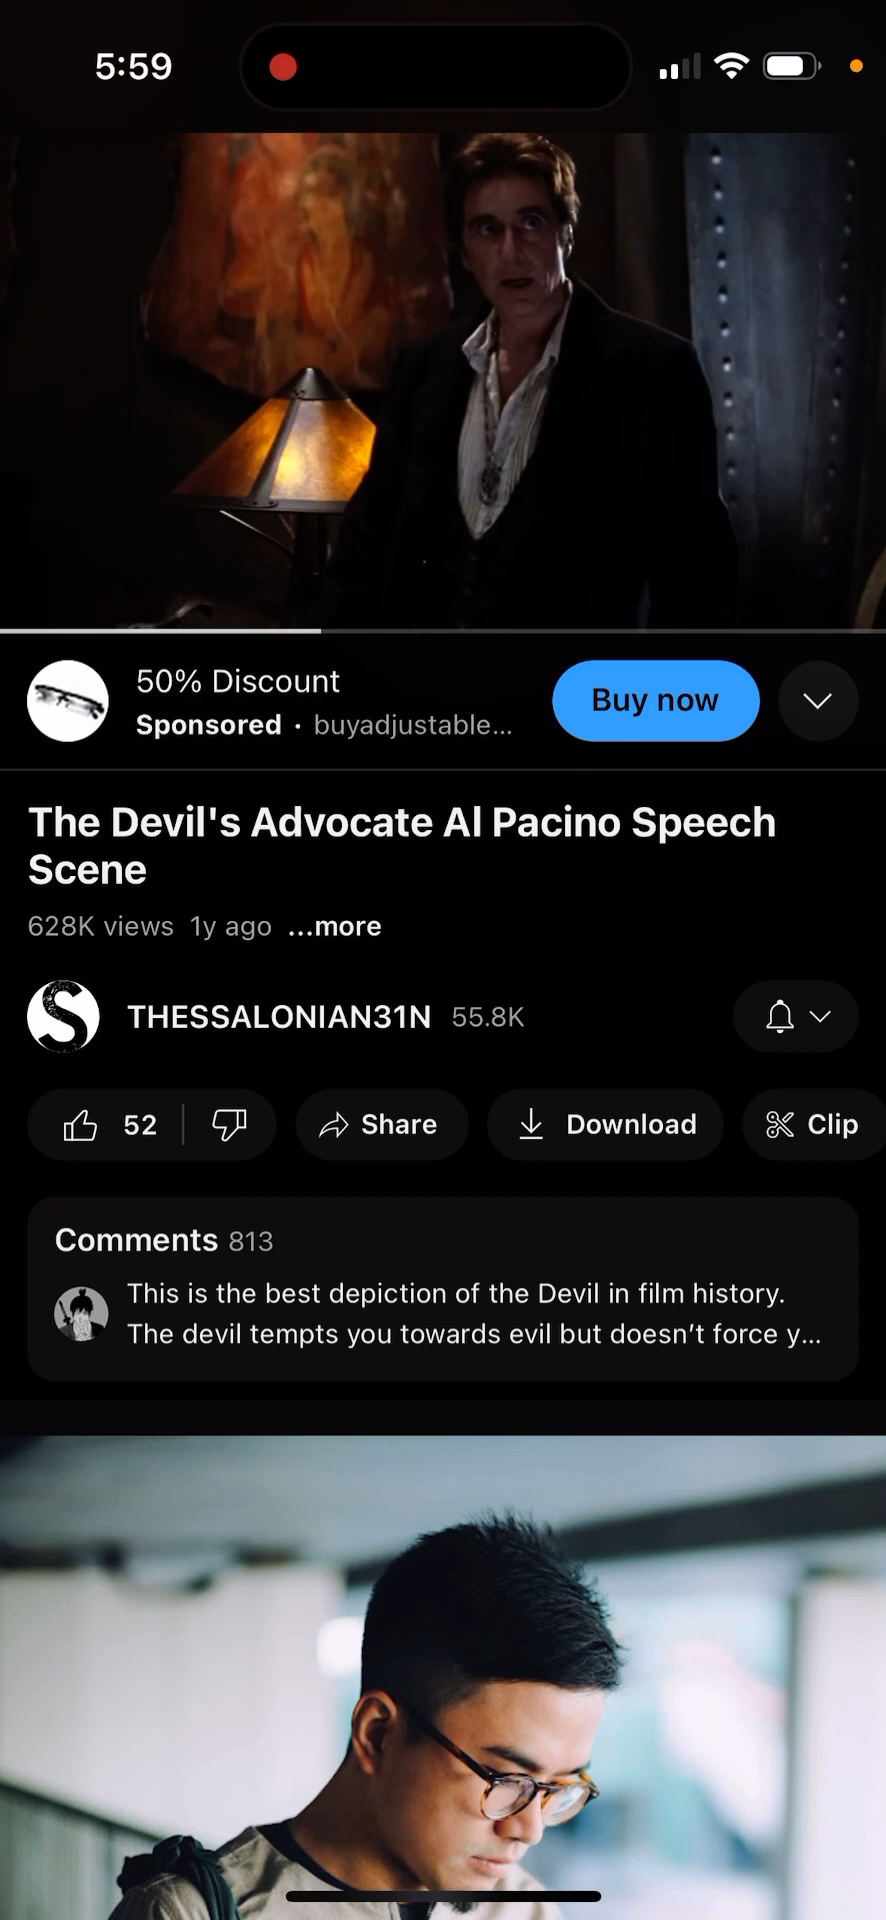 5:59
50% Discount
Buy now
Sponsored · buyadjustable...
The Devil's Advocate Al Pacino Speech
Scene
628K views 1y ago ...more
THESSALONIAN31N 55.8K
52
Share
Download
Clip
Comments 813
This is the best depiction of the Devil in film history.
The devil tempts you towards evil but doesn’t force y...